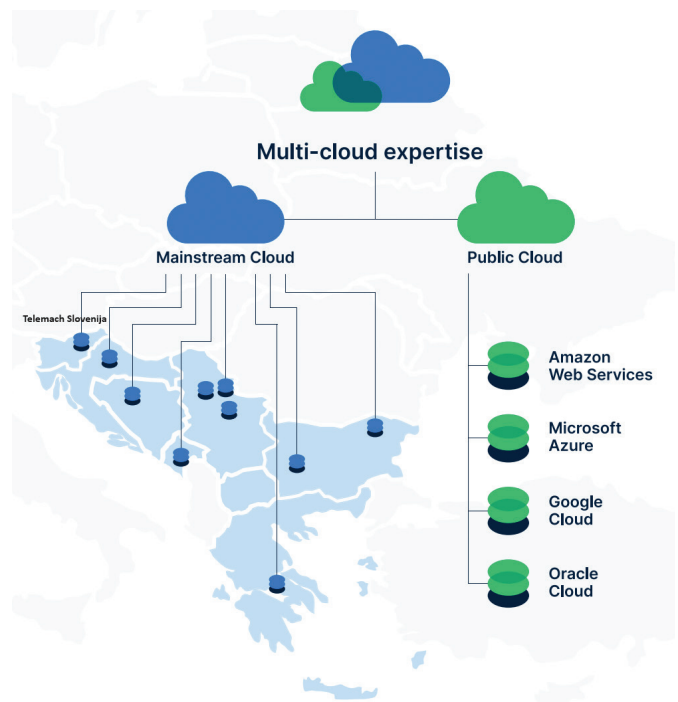 Multi-cloud expertise
Mainstream Cloud
Public Cloud
Telemach Slovenija
Amazon
Web Services
Microsoft
Azure
Google
Cloud
Oracle
Cloud